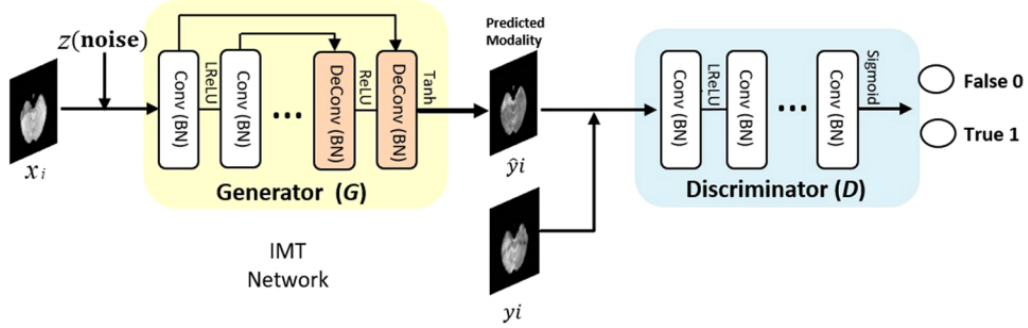 z(noise)
xi
Conv (BN)
LReLU
Conv (BN)
...
DeConv (BN)
ReLU
DeConv (BN)
Tanh
Generator (G)
IMT
Network
Predicted
Modality
ŷi
yi
Conv (BN)
LReLU
Conv (BN)
...
Conv (BN)
Sigmoid
Discriminator (D)
False 0
True 1